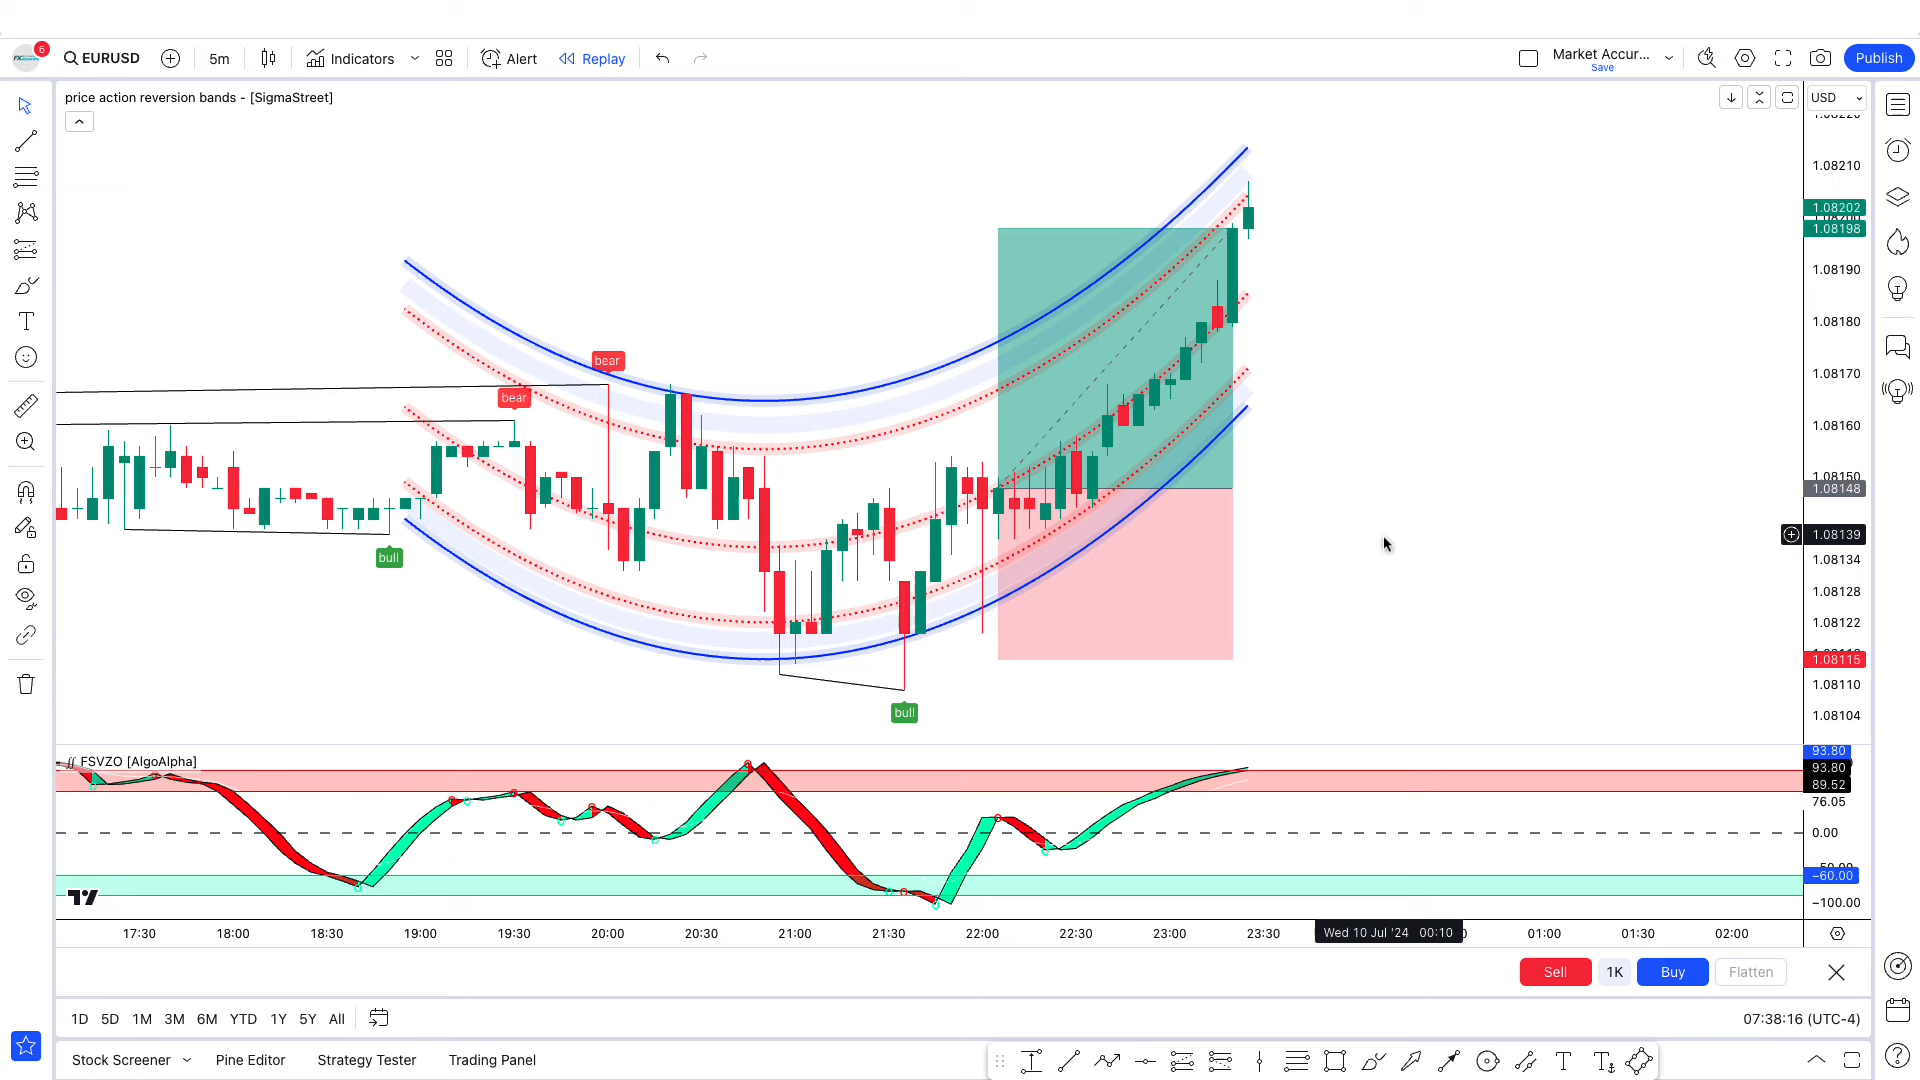 6
EURUSD
5m
Indicators
Alert
Replay
Market Accur...
Save
Publish
price action reversion bands - [SigmaStreet]
USD
1.08210
1.08202
1.08198
1.08190
1.08180
1.08170
1.08160
1.08150
1.08148
1.08139
1.08134
1.08128
1.08122
1.08115
1.08110
1.08104
bear
bear
bull
bull
FSVZO [AlgoAlpha]
93.80
93.80
89.52
76.05
0.00
−60.00
−100.00
17:30 18:00 18:30 19:00 19:30 20:00 20:30 21:00 21:30 22:00 22:30 23:00 23:30 Wed 10 Jul '24 00:10 01:00 01:30 02:00
Sell 1K Buy Flatten
1D 5D 1M 3M 6M YTD 1Y 5Y All
07:38:16 (UTC-4)
Stock Screener Pine Editor Strategy Tester Trading Panel